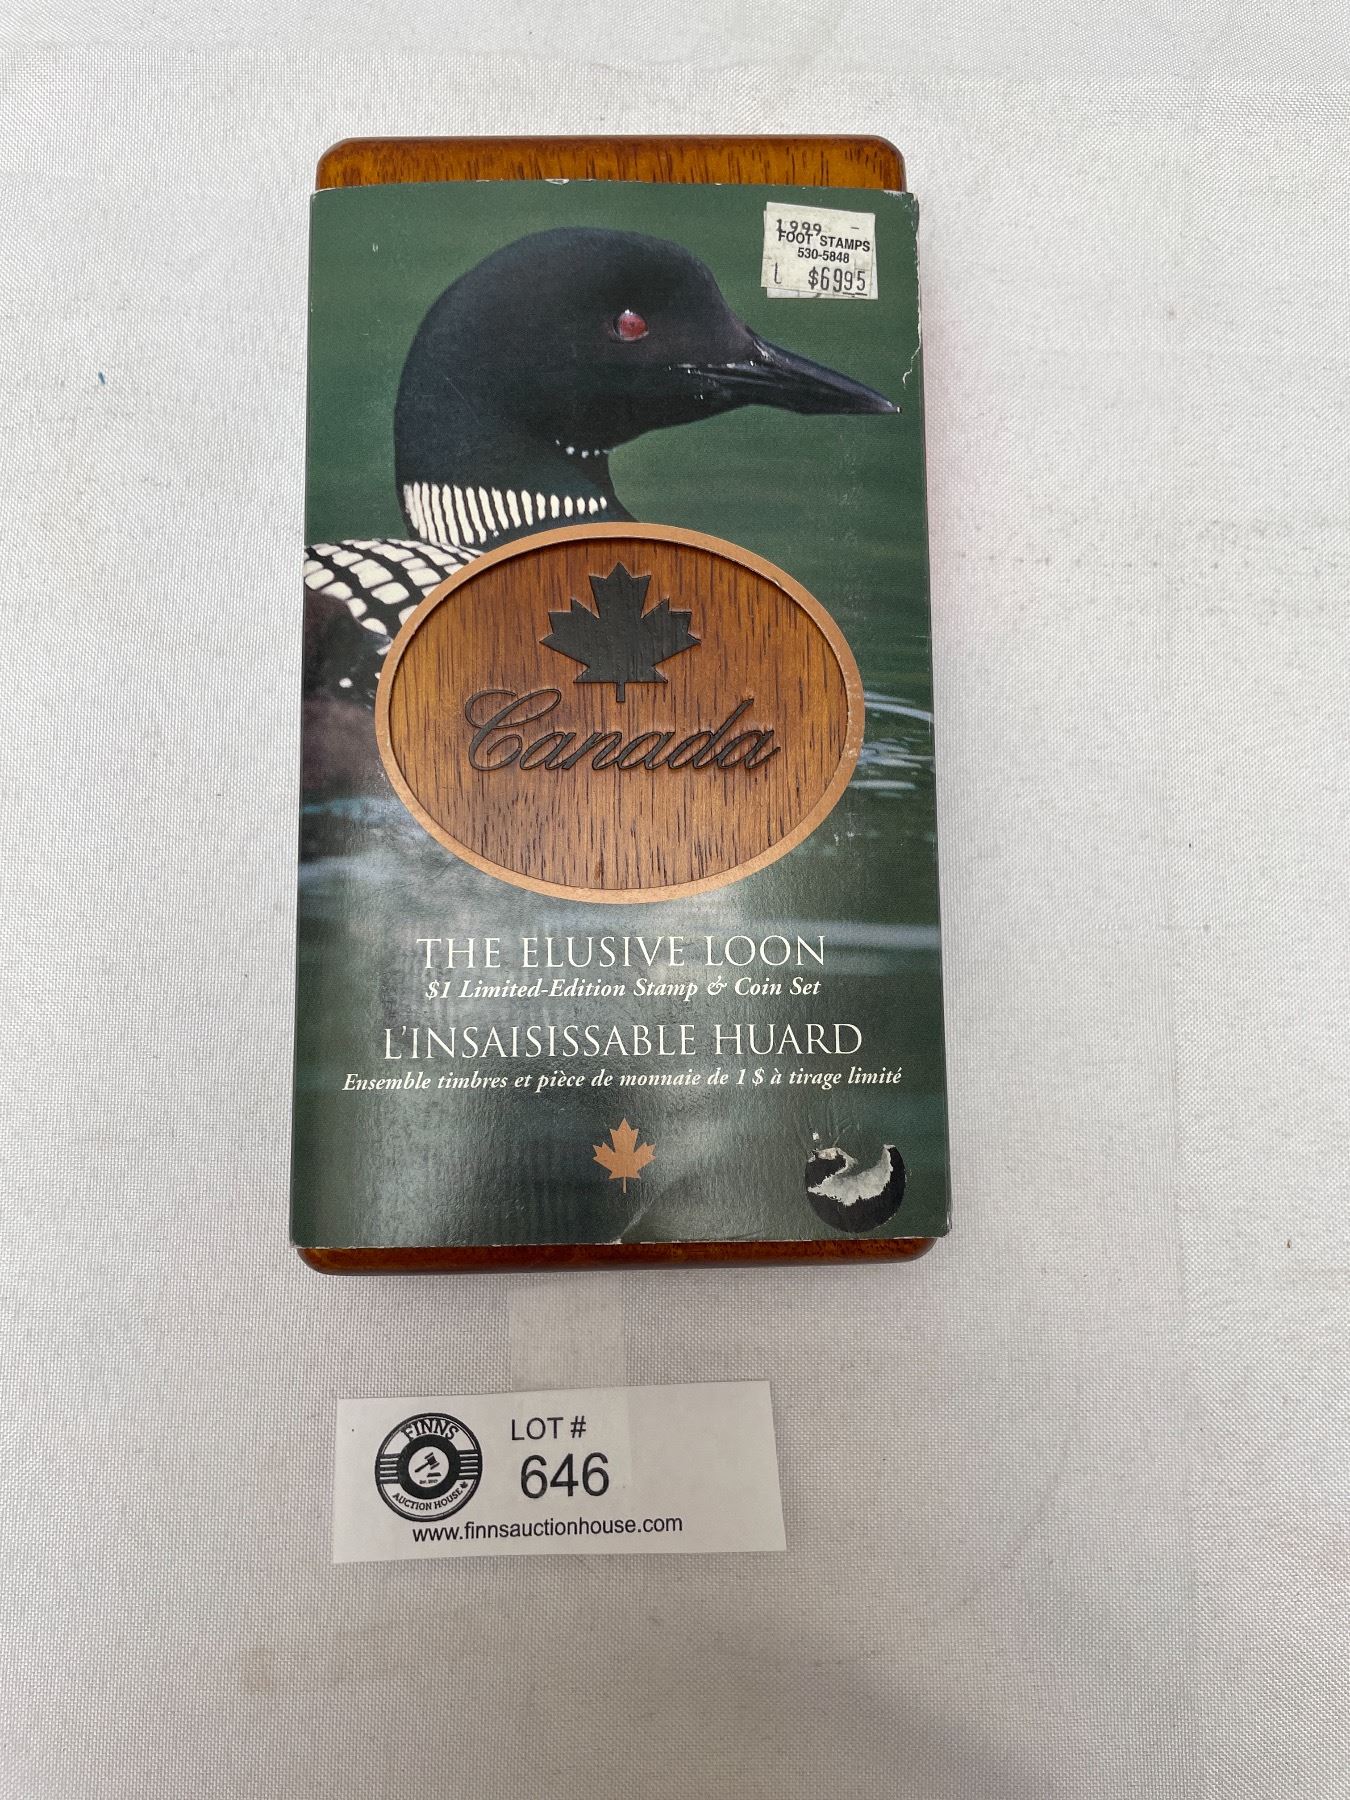 1999 -
FOOT STAMPS
530-5848
$6995
Canada
THE ELUSIVE LOON
$1 Limited-Edition Stamp & Coin Set
L'INSAISISSABLE HUARD
Ensemble timbres et pièce de monnaie de 1 $ à tirage limité
FINNS
AUCTION HOUSE
LOT #
646
www.finnsauctionhouse.com